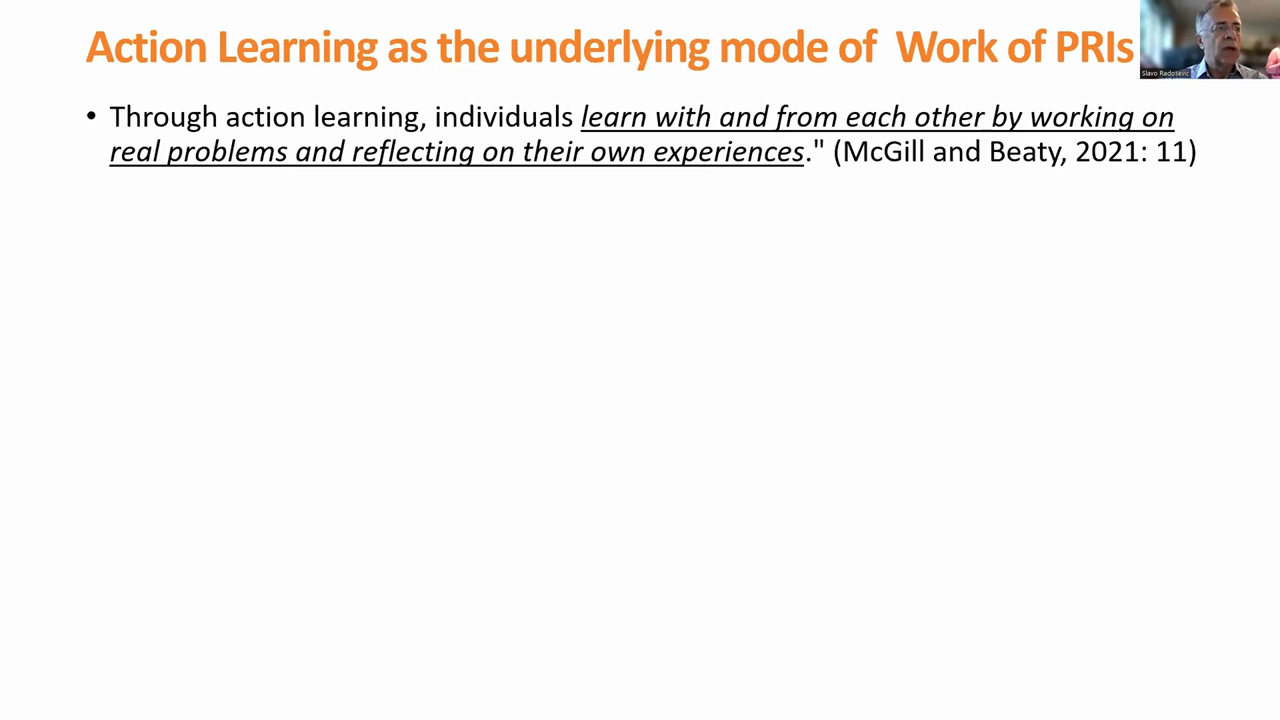 Action Learning as the underlying mode of Work of PRIs
Slavo Radosevic
• Through action learning, individuals learn with and from each other by working on
real problems and reflecting on their own experiences." (McGill and Beaty, 2021: 11)